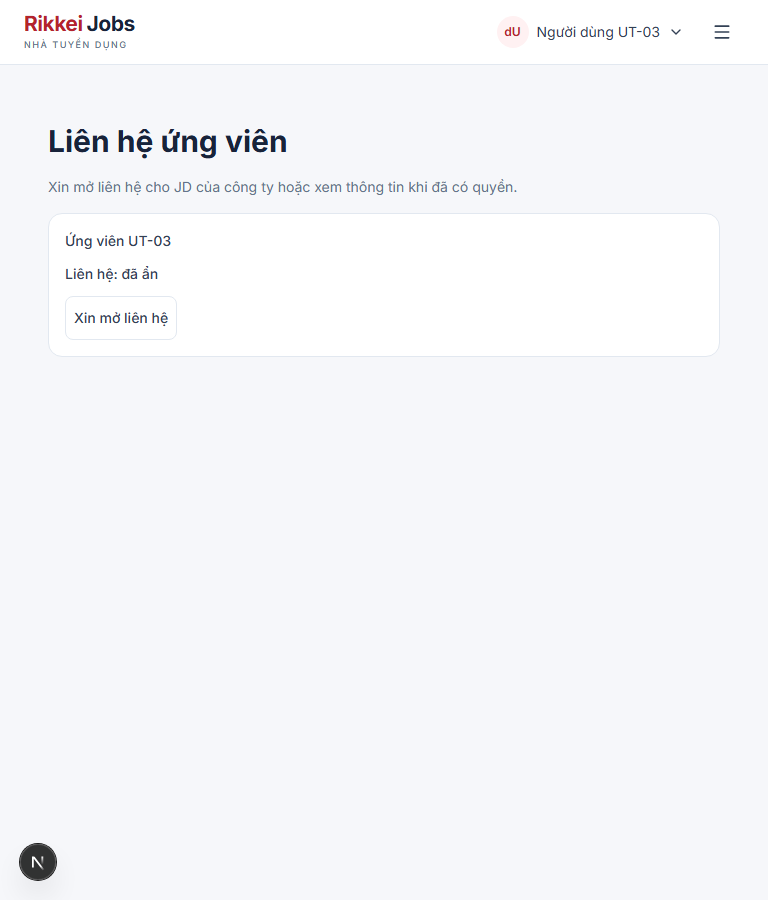 Rikkei Jobs
NHÀ TUYỂN DỤNG
dU
Người dùng UT-03
Liên hệ ứng viên
Xin mở liên hệ cho JD của công ty hoặc xem thông tin khi đã có quyền.
Ứng viên UT-03
Liên hệ: đã ẩn
Xin mở liên hệ
N